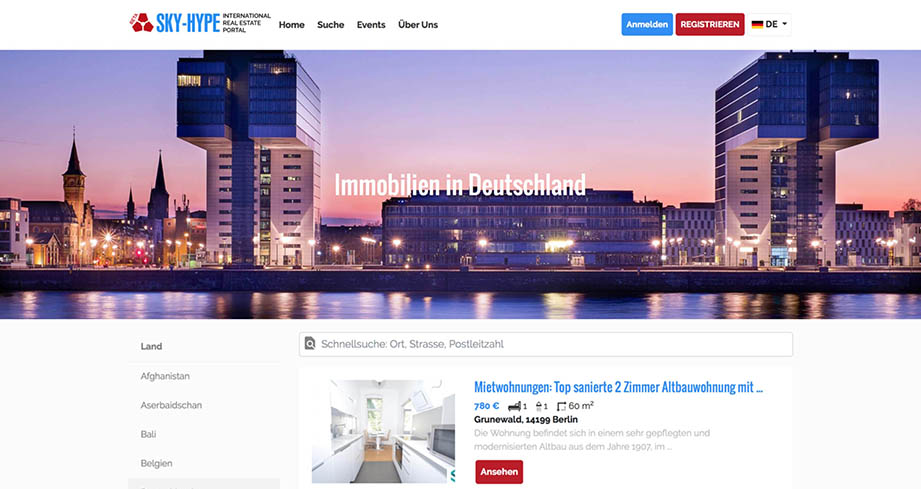 BETA
SKY-HYPE
INTERNATIONAL
REAL ESTATE
PORTAL
Home Suche Events Über Uns
Anmelden REGISTRIEREN DE
Immobilien in Deutschland
Land
Afghanistan
Aserbaidschan
Bali
Belgien
Schnellsuche: Ort, Strasse, Postleitzahl
Mietwohnungen: Top sanierte 2 Zimmer Altbauwohnung mit ...
780 € 1 1 60 m²
Grunewald, 14199 Berlin
Die Wohnung befindet sich in einem sehr gepflegten und
modernisierten Altbau aus dem Jahre 1907, im ...
Ansehen